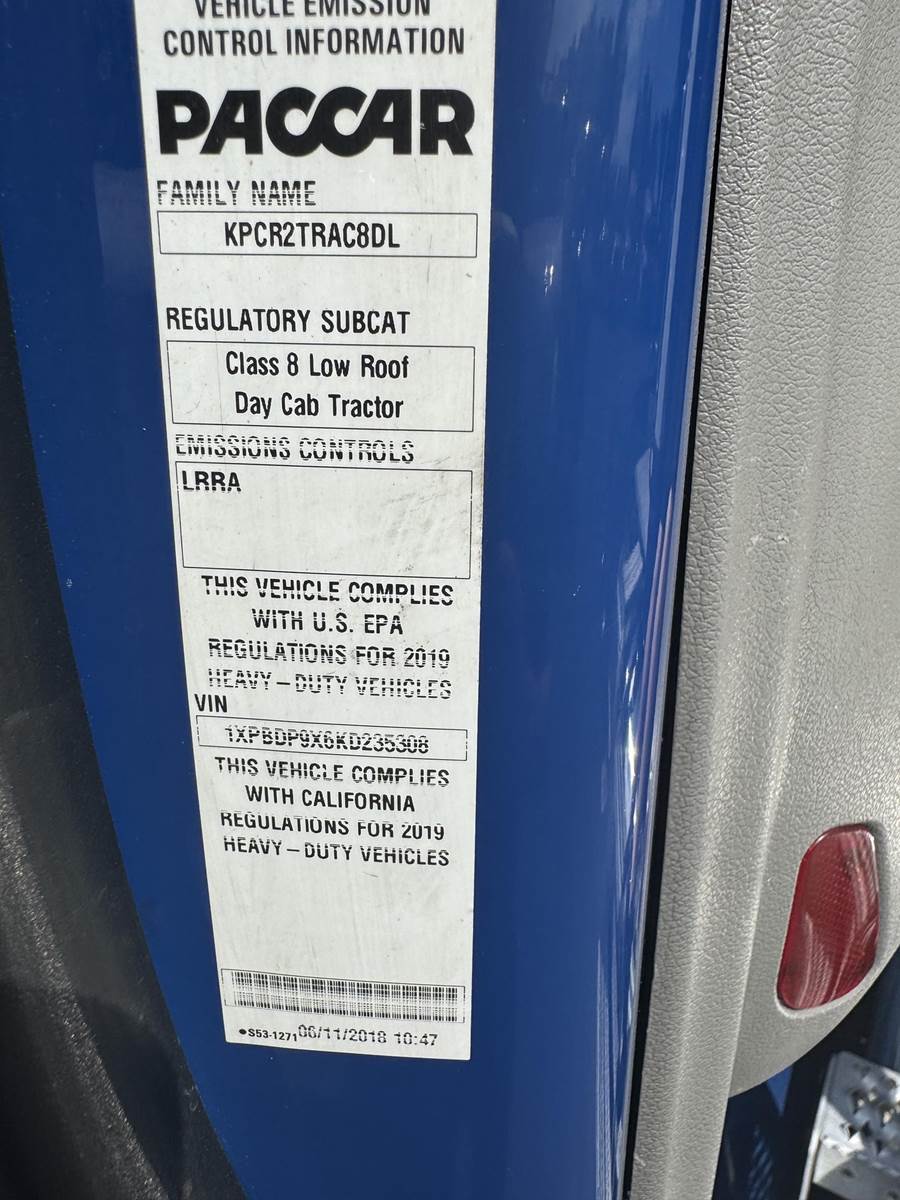 VEHICLE EMISSION
CONTROL INFORMATION
PACCAR
FAMILY NAME
KPCR2TRAC8DL
REGULATORY SUBCAT
Class 8 Low Roof
Day Cab Tractor
EMISSIONS CONTROLS
LRRA
THIS VEHICLE COMPLIES
WITH U.S. EPA
REGULATIONS FOR 2019
HEAVY-DUTY VEHICLES
VIN
1XPBDP9X6KD235308
THIS VEHICLE COMPLIES
WITH CALIFORNIA
REGULATIONS FOR 2019
HEAVY-DUTY VEHICLES
•S53-1271 06/11/2018 10:47